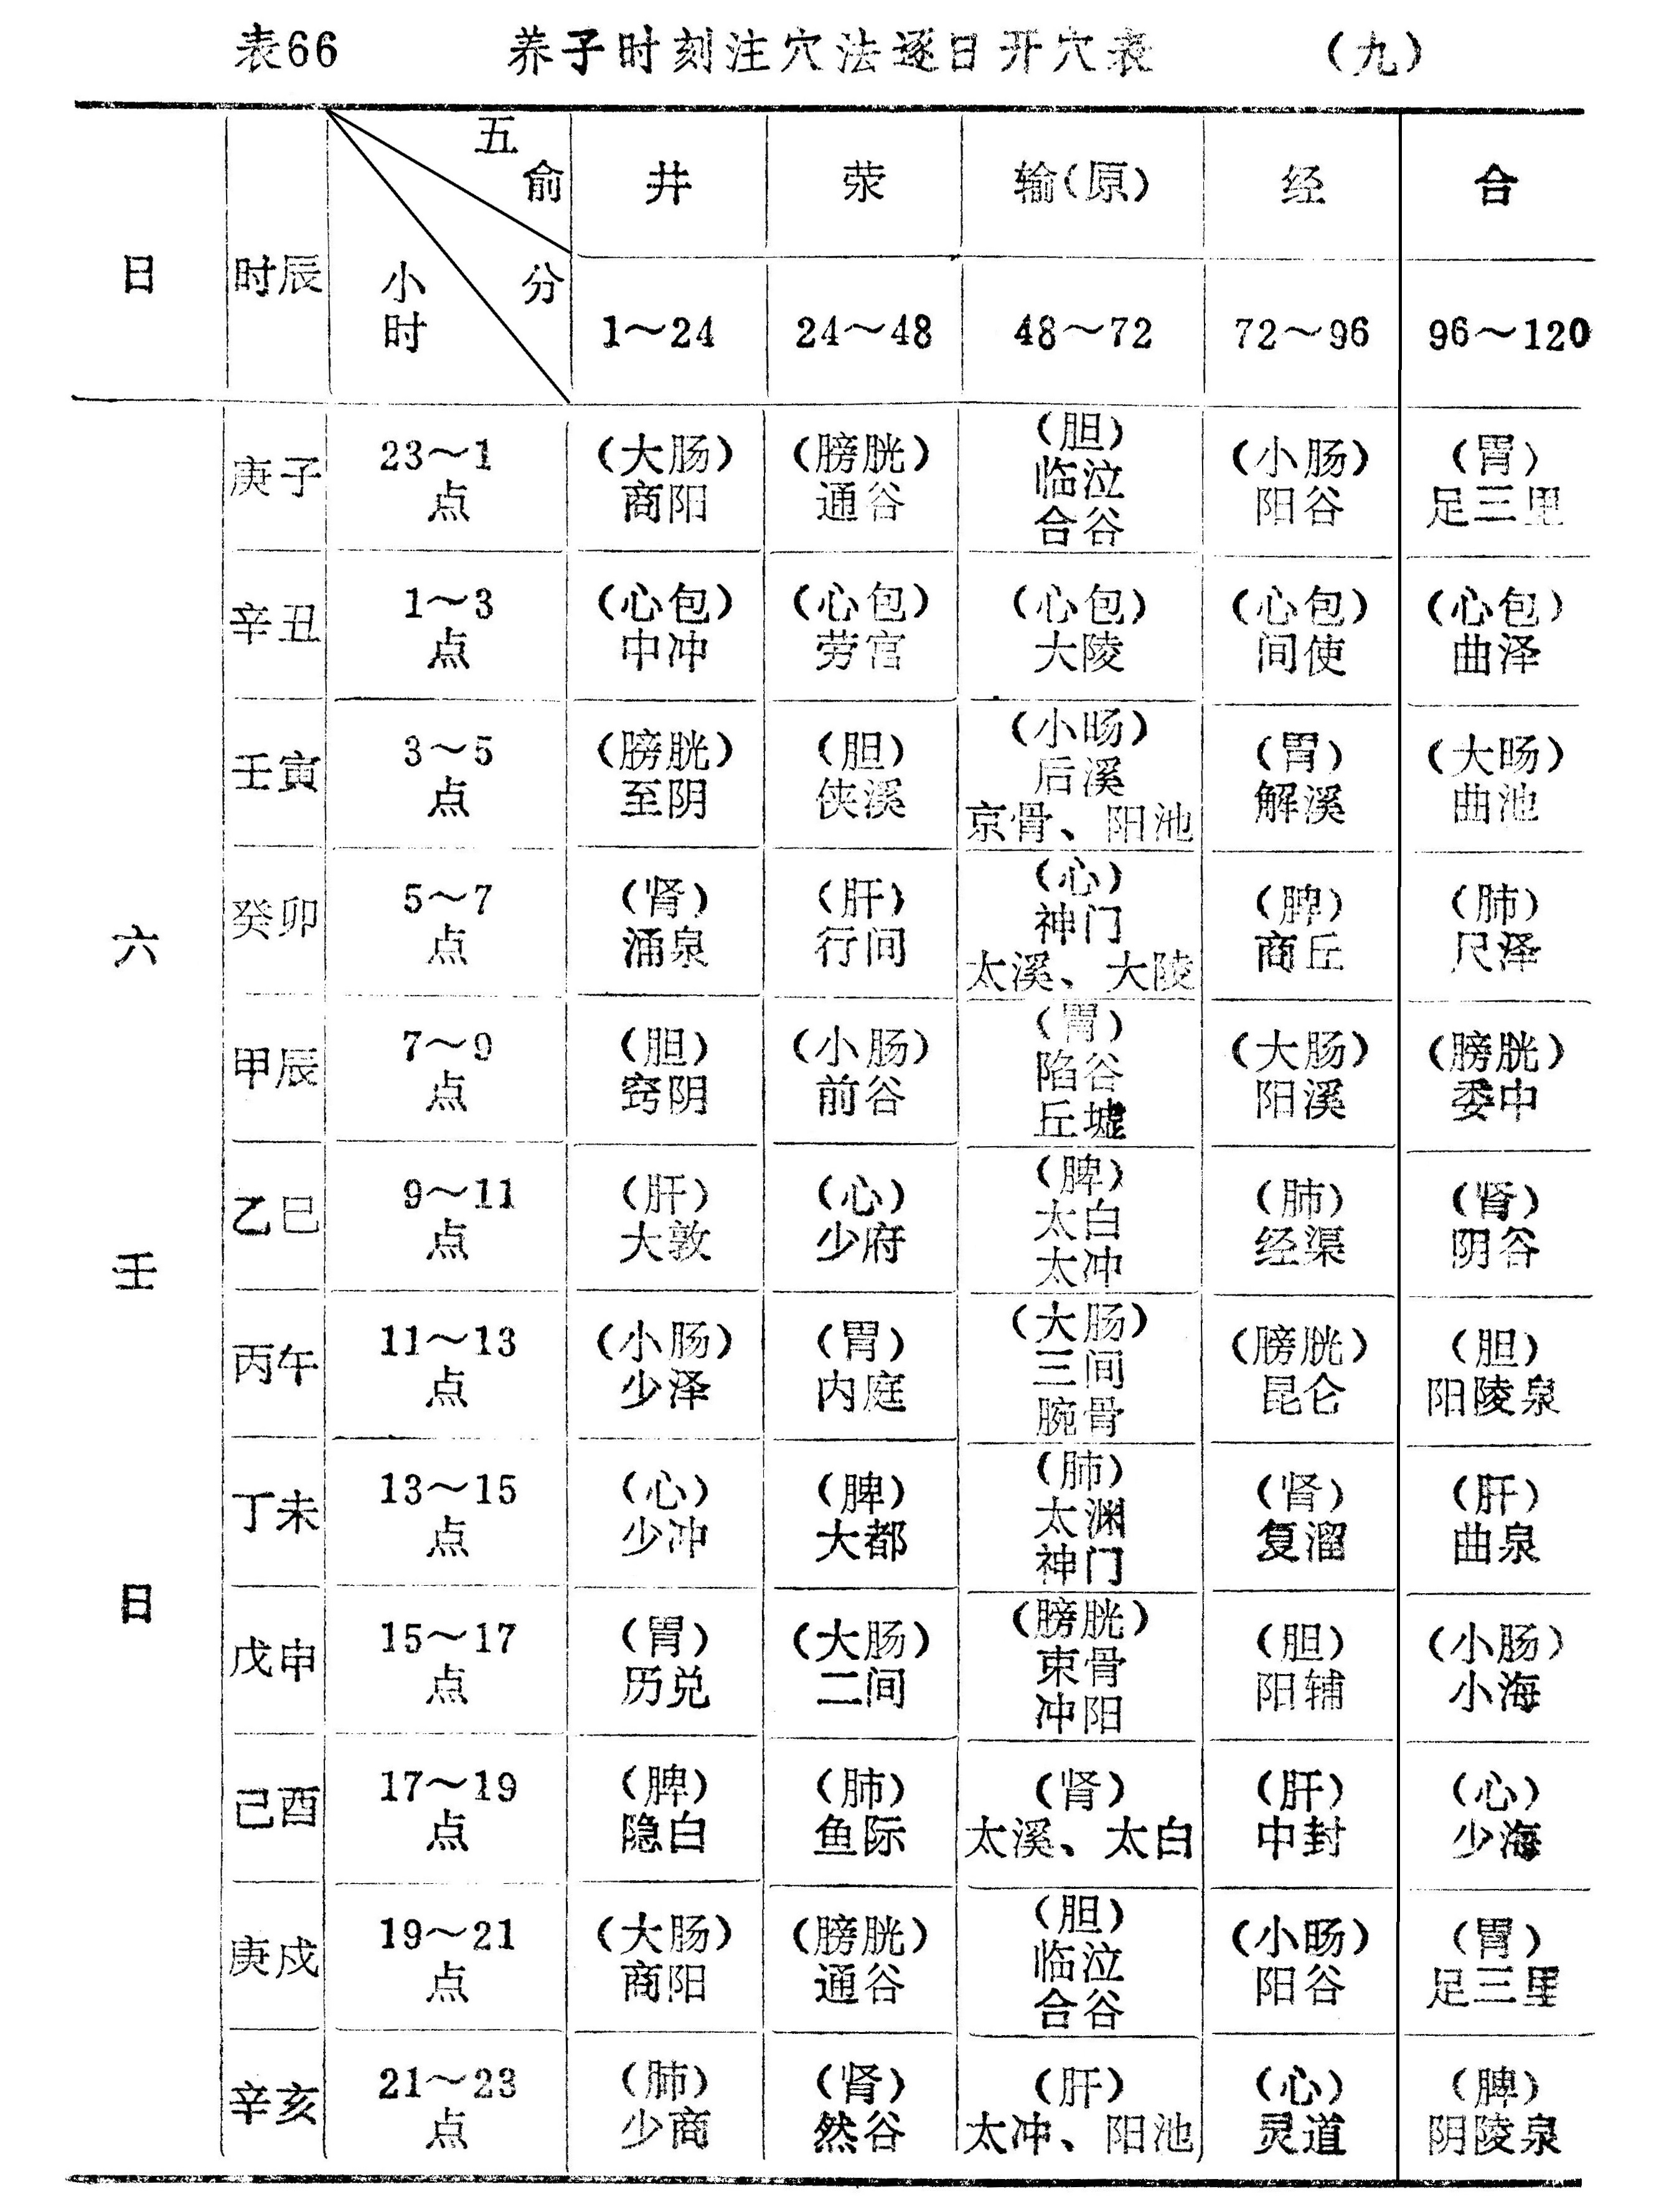 表66 养子时刻注穴法逐日开穴表 （九）
日 时辰 五俞 井 荥 输（原） 经 合
小时 分 1～24 24～48 48～72 72～96 96～120
六壬日
庚子 23～1点 （大肠）商阳 （膀胱）通谷 （胆）临泣 合谷 （小肠）阳谷 （胃）足三里
辛丑 1～3点 （心包）中冲 （心包）劳宫 （心包）大陵 （心包）间使 （心包）曲泽
壬寅 3～5点 （膀胱）至阴 （胆）侠溪 （小肠）后溪 京骨、阳池 （胃）解溪 （大肠）曲池
癸卯 5～7点 （肾）涌泉 （肝）行间 （心）神门 太溪、大陵 （脾）商丘 （肺）尺泽
甲辰 7～9点 （胆）窍阴 （小肠）前谷 （胃）陷谷 丘墟 （大肠）阳溪 （膀胱）委中
乙巳 9～11点 （肝）大敦 （心）少府 （脾）太白 太冲 （肺）经渠 （肾）阴谷
丙午 11～13点 （小肠）少泽 （胃）内庭 （大肠）三间 腕骨 （膀胱）昆仑 （胆）阳陵泉
丁未 13～15点 （心）少冲 （脾）大都 （肺）太渊 神门 （肾）复溜 （肝）曲泉
戊申 15～17点 （胃）历兑 （大肠）二间 （膀胱）束骨 冲阳 （胆）阳辅 （小肠）小海
己酉 17～19点 （脾）隐白 （肺）鱼际 （肾）太溪、太白 （肝）中封 （心）少海
庚戌 19～21点 （大肠）商阳 （膀胱）通谷 （胆）临泣 合谷 （小肠）阳谷 （胃）足三里
辛亥 21～23点 （肺）少商 （肾）然谷 （肝）太冲、阳池 （心）灵道 （脾）阴陵泉